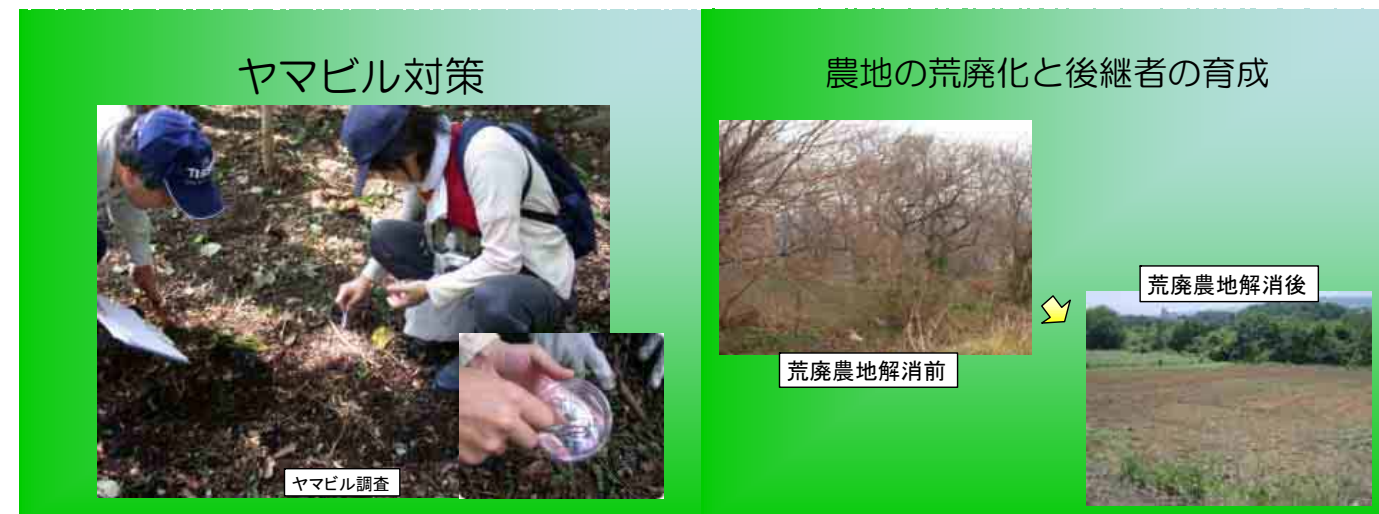 ヤマビル対策
ヤマビル調査
農地の荒廃化と後継者の育成
荒廃農地解消前
荒廃農地解消後